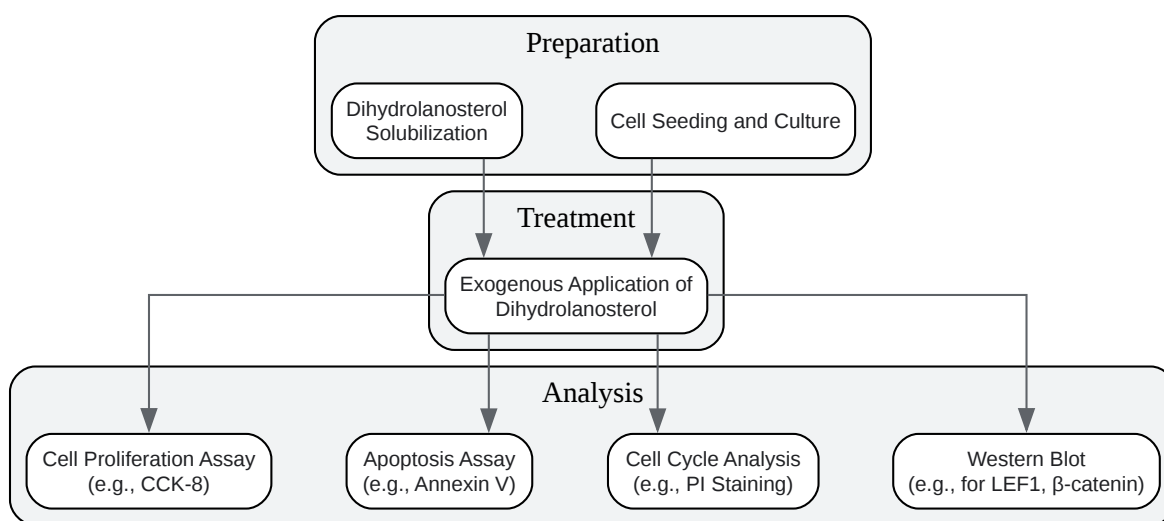 Preparation
Dihydrolanosterol
Solubilization
Cell Seeding and Culture
Treatment
Exogenous Application of
Dihydrolanosterol
Analysis
Cell Proliferation Assay
(e.g., CCK-8)
Apoptosis Assay
(e.g., Annexin V)
Cell Cycle Analysis
(e.g., PI Staining)
Western Blot
(e.g., for LEF1, β-catenin)